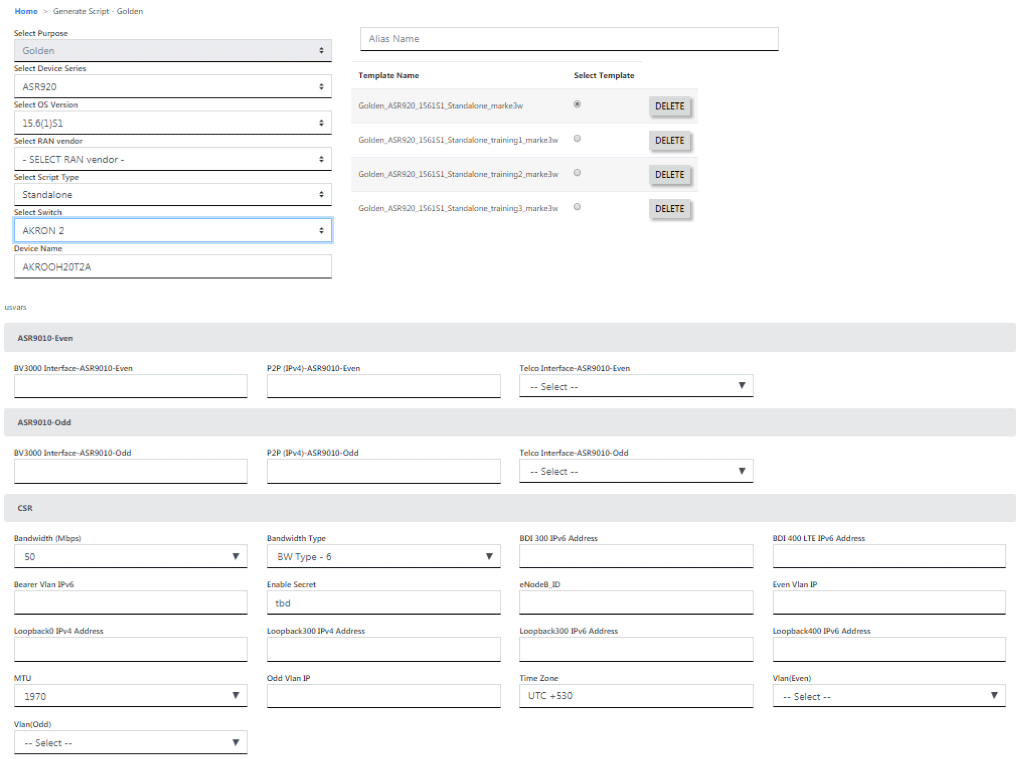 Home > Generate Script - Golden
Select Purpose
Golden
Select Device Series
ASR920
Select OS Version
15.6(1)S1
Select RAN vendor
- SELECT RAN vendor -
Select Script Type
Standalone
Select Switch
AKRON 2
Device Name
AKROOH20T2A
Alias Name
Template Name Select Template
Golden_ASR920_1561S1_Standalone_marke3w DELETE
Golden_ASR920_1561S1_Standalone_training1_marke3w DELETE
Golden_ASR920_1561S1_Standalone_training2_marke3w DELETE
Golden_ASR920_1561S1_Standalone_training3_marke3w DELETE
usvars
ASR9010-Even
BV3000 Interface-ASR9010-Even P2P (IPv4)-ASR9010-Even Telco Interface-ASR9010-Even
-- Select --
ASR9010-Odd
BV3000 Interface-ASR9010-Odd P2P (IPv4)-ASR9010-Odd Telco Interface-ASR9010-Odd
-- Select --
CSR
Bandwidth (Mbps) Bandwidth Type BDI 300 IPv6 Address BDI 400 LTE IPv6 Address
50 BW Type - 6
Bearer Vlan IPv6 Enable Secret eNodeB_ID Even Vlan IP
tbd
Loopback0 IPv4 Address Loopback300 IPv4 Address Loopback300 IPv6 Address Loopback400 IPv6 Address
MTU Odd Vlan IP Time Zone Vlan(Even)
1970 UTC +530 -- Select --
Vlan(Odd)
-- Select --